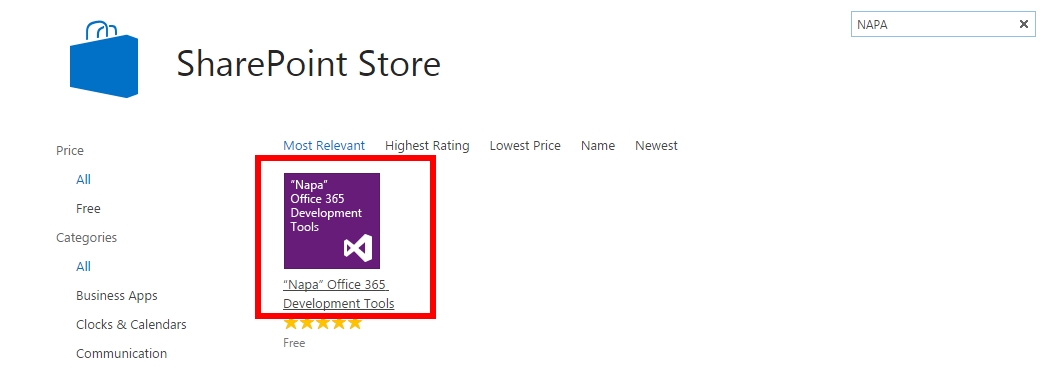 NAPA
SharePoint Store
Price
All
Free
Categories
All
Business Apps
Clocks & Calendars
Communication
Most Relevant Highest Rating Lowest Price Name Newest
“Napa”
Office 365
Development
Tools
“Napa” Office 365
Development Tools
Free